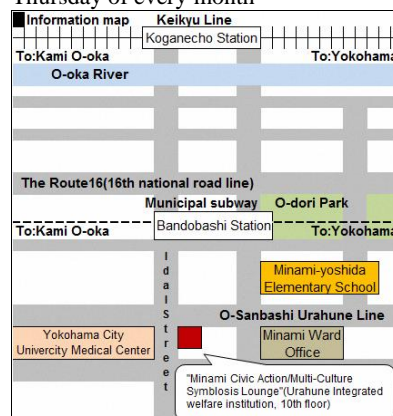 Thursday of every month
Information map
Keikyu Line
Koganecho Station
To:Kami O-oka
To:Yokohama
O-oka River
The Route16(16th national road line)
Municipal subway
O-dori Park
Bandobashi Station
To:Kami O-oka
To:Yokohama
Idai Street
Minami-yoshida
Elementary School
O-Sanbashi Urahune Line
Yokohama City
Univercity Medical Center
Minami Ward
Office
"Minami Civic Action/Multi-Culture
Symblosis Lounge"(Urahune Integrated
welfare institution, 10th floor)